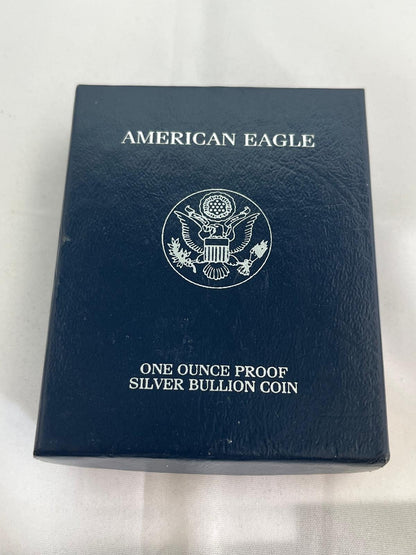 AMERICAN EAGLE
ONE OUNCE PROOF
SILVER BULLION COIN